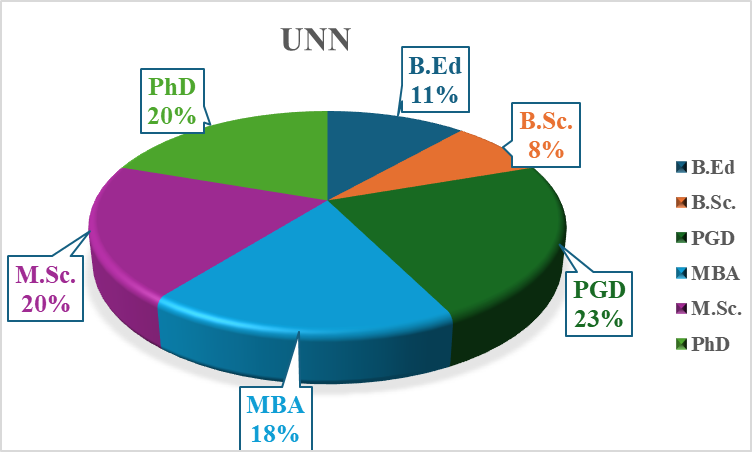 UNN
B.Ed
11%
B.Sc.
8%
PGD
23%
MBA
18%
M.Sc.
20%
PhD
20%
B.Ed
B.Sc.
PGD
MBA
M.Sc.
PhD